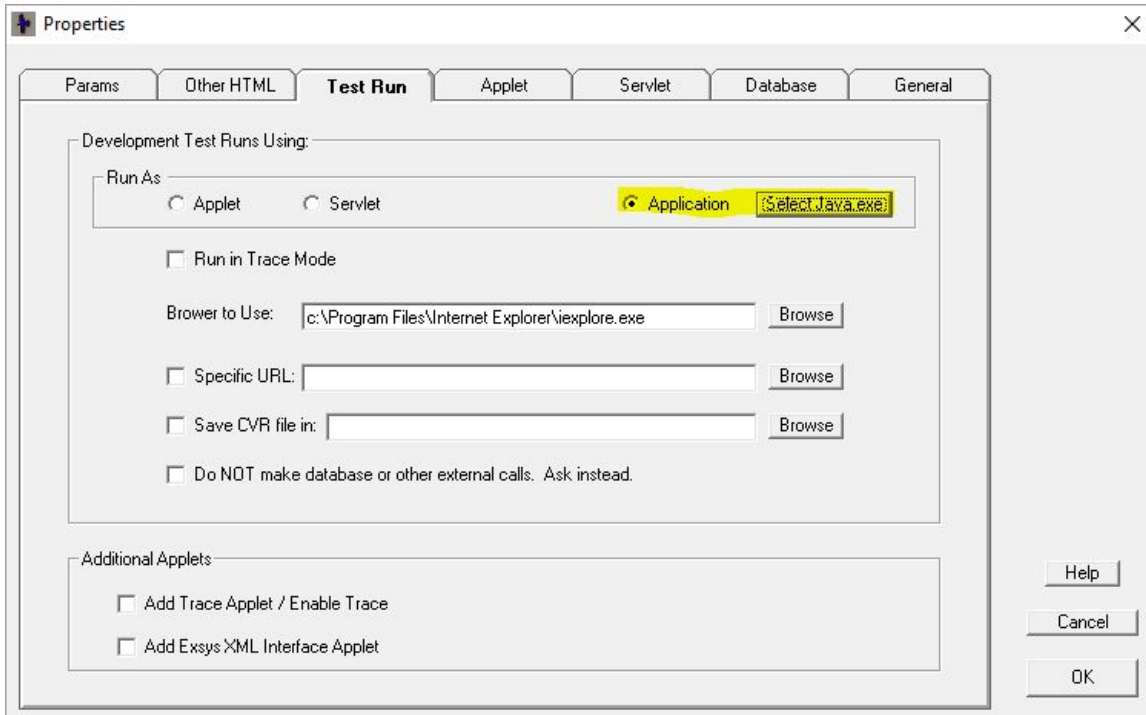 Properties
Params Other HTML Test Run Applet Servlet Database General
Development Test Runs Using:
Run As
Applet Servlet Application Select Java.exe
Run in Trace Mode
Brower to Use: c:\Program Files\Internet Explorer\iexplore.exe Browse
Specific URL: Browse
Save CVR file in: Browse
Do NOT make database or other external calls. Ask instead.
Additional Applets
Add Trace Applet / Enable Trace
Add Exsys XML Interface Applet
Help
Cancel
OK